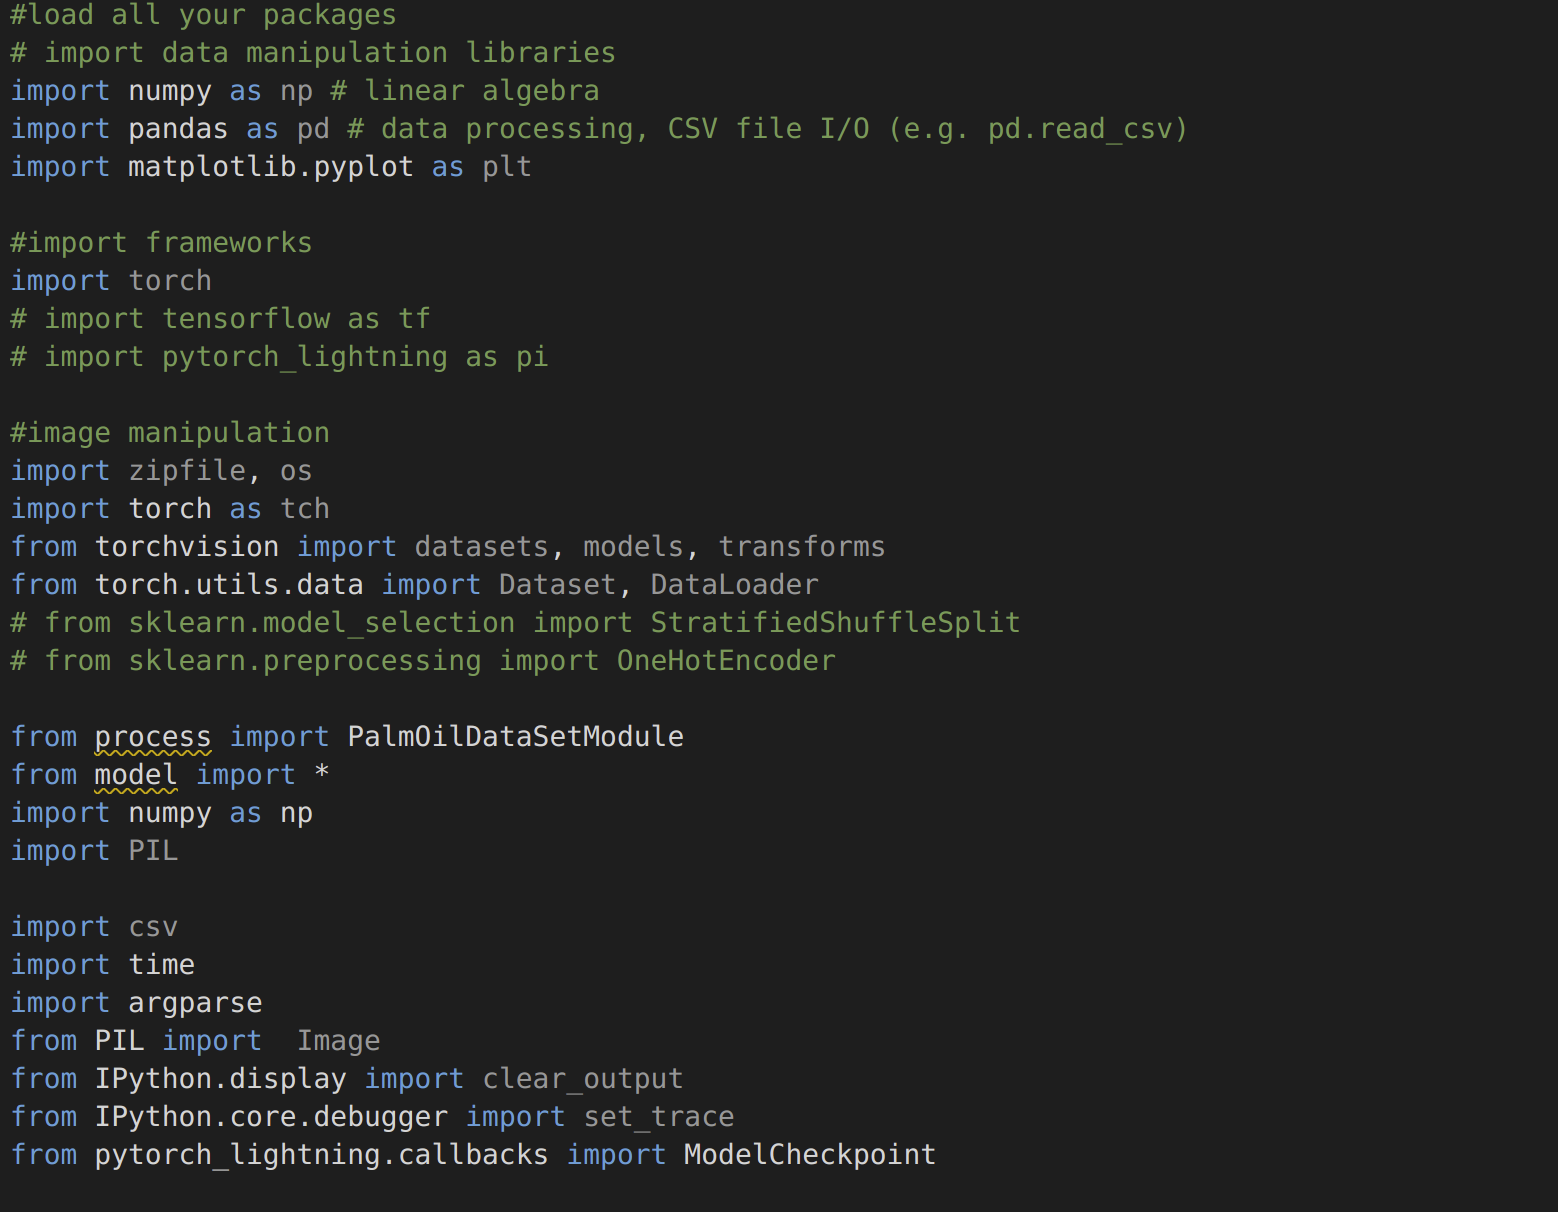 #load all your packages
# import data manipulation libraries
import numpy as np # linear algebra
import pandas as pd # data processing, CSV file I/O (e.g. pd.read_csv)
import matplotlib.pyplot as plt

#import frameworks
import torch
# import tensorflow as tf
# import pytorch_lightning as pi

#image manipulation
import zipfile, os
import torch as tch
from torchvision import datasets, models, transforms
from torch.utils.data import Dataset, DataLoader
# from sklearn.model_selection import StratifiedShuffleSplit
# from sklearn.preprocessing import OneHotEncoder

from process import PalmOilDataSetModule
from model import *
import numpy as np
import PIL

import csv
import time
import argparse
from PIL import  Image
from IPython.display import clear_output
from IPython.core.debugger import set_trace
from pytorch_lightning.callbacks import ModelCheckpoint